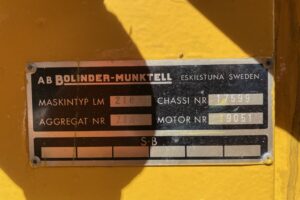 AB BOLINDER-MUNKTELL ESKILSTUNA SWEDEN
MASKINTYP LM 218 CHASSI NR 17599
AGGREGAT NR MOTOR NR 19051
SB